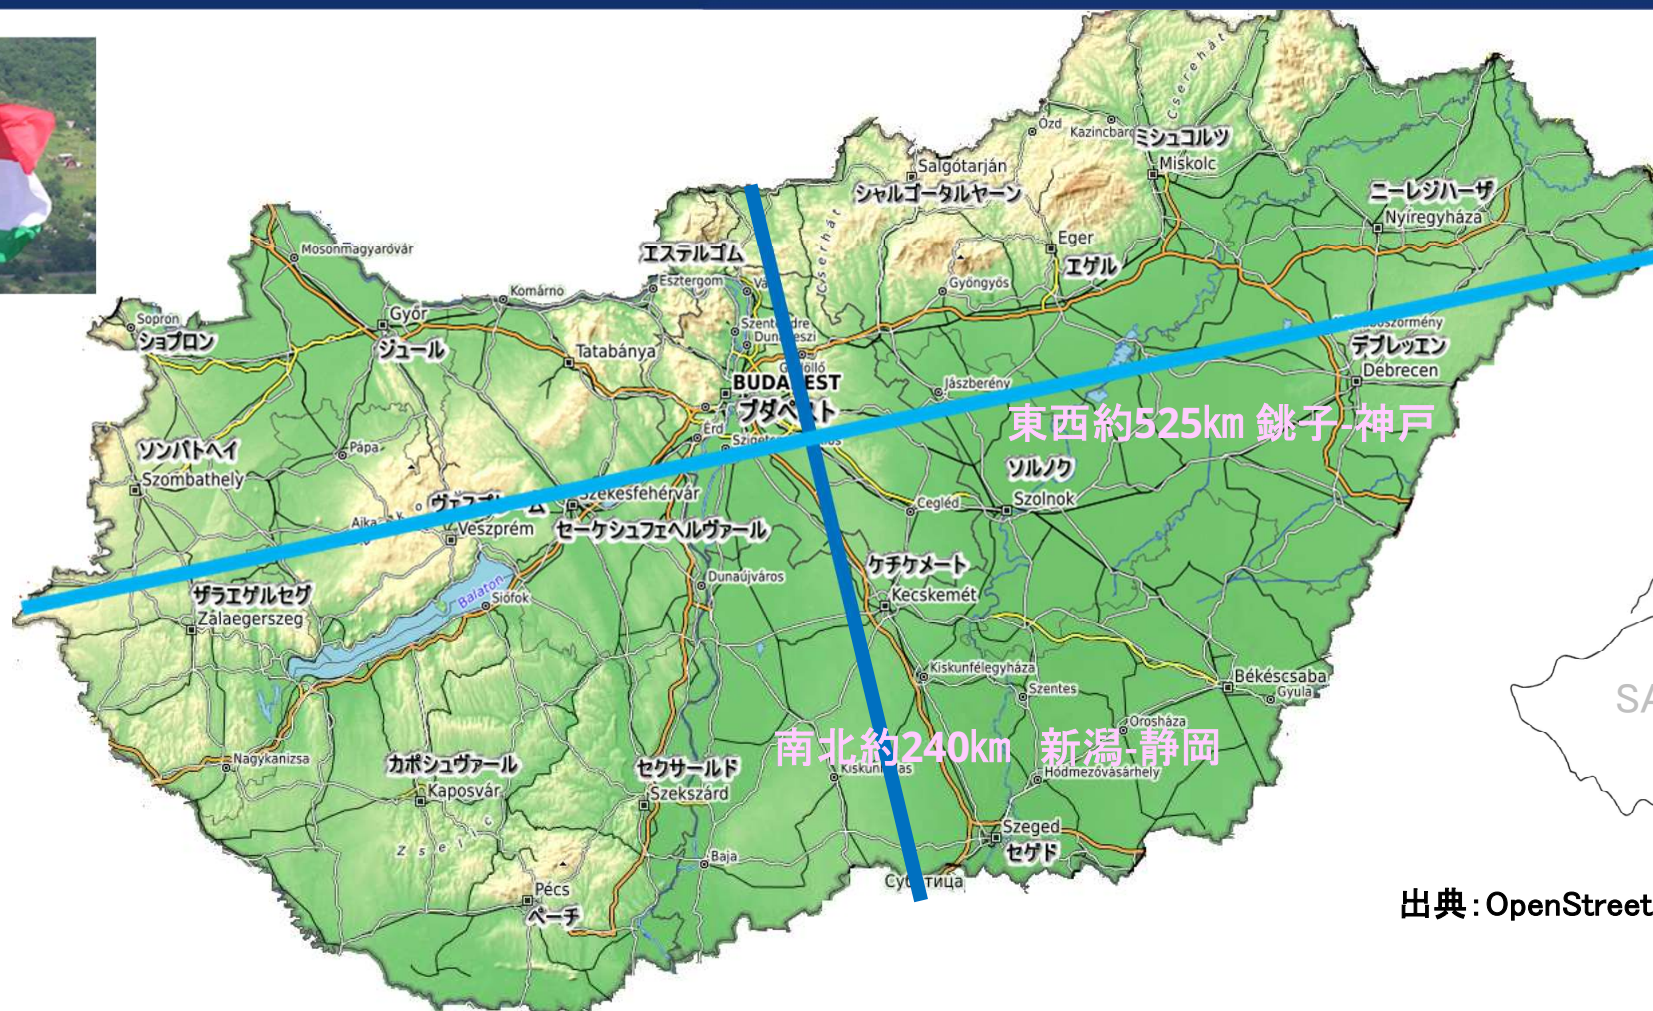 Cserehát
Ózd
Kazincbarc
ミシュコルツ
Miskolc
Salgótarján
シャルゴータルヤーン
ニーレジハーザ
Nyíregyháza
Cserhát
Eger
エゲル
Mosonmagyaróvár
エステルゴム
Esztergom
Gyöngyös
Komárno
Sopron
ショプロン
Győr
ジュール
Tatabánya
BUDAPEST
ブダペスト
Jászberény
デブレツエン
Debrecen
東西約525km 銚子-神戸
Érd
Pápa
ソンバトヘイ
Szombathely
ソルノク
Szolnok
Cegléd
Székesfehérvár
セーケシュフェヘルヴァール
Ajka
Veszprém
ケチケメート
Kecskemét
Dunaújváros
Balaton
Siófok
ザラエゲルセグ
Zalaegerszeg
Kiskunfélegyháza
Szentes
Békéscsaba
Gyula
SA
Orosháza
南北約240km 新潟-静岡
Hódmezővásárhely
Nagykanizsa
カポシュヴァール
Kaposvár
セクサールド
Szekszárd
Zselic
Szeged
セゲド
Baja
Pécs
ペーチ
出典：OpenStreet